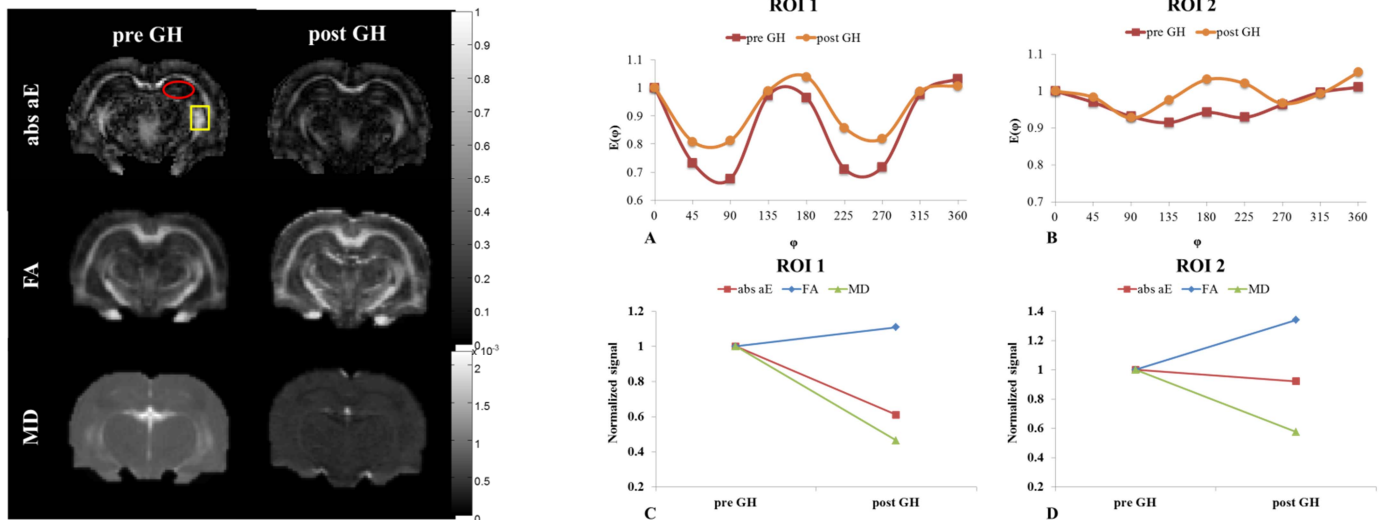 pre GH
post GH
abs aE
FA
MD
1
0.9
0.8
0.7
0.6
0.5
0.4
0.3
0.2
0.1
0
x 10-3
2
1.5
1
0.5
0
ROI 1
pre GH
post GH
E(φ)
1.1
1
0.9
0.8
0.7
0.6
0
45
90
135
180
225
270
315
360
A
φ
ROI 2
pre GH
post GH
E(φ)
1.1
1
0.9
0.8
0.7
0
45
90
135
180
225
270
315
360
B
φ
ROI 1
abs aE
FA
MD
Normalized signal
1.2
1
0.8
0.6
0.4
0.2
pre GH
post GH
C
ROI 2
abs aE
FA
MD
Normalized signal
1.4
1.2
1
0.8
0.6
0.4
0.2
pre GH
post GH
D